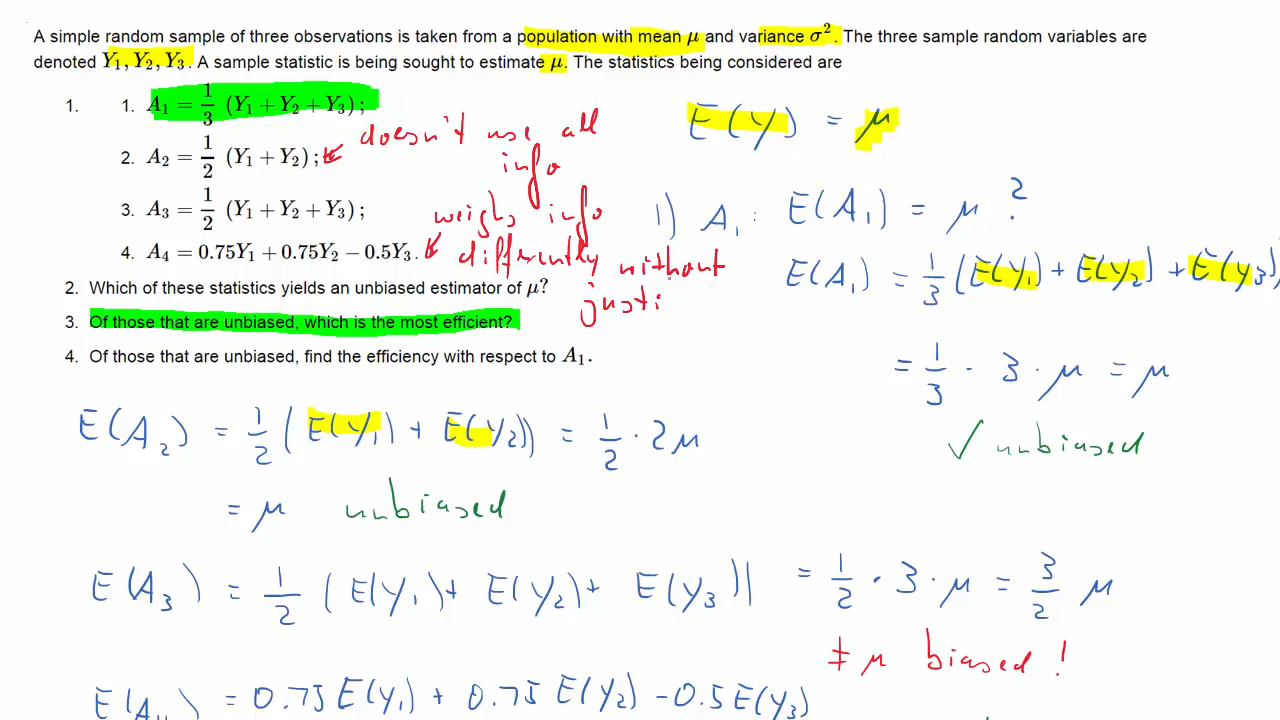 A simple random sample of three observations is taken from a population with mean μ and variance σ². The three sample random variables are
denoted Y₁, Y₂, Y₃. A sample statistic is being sought to estimate μ. The statistics being considered are
1. 1. A₁ = 1/3 (Y₁ + Y₂ + Y₃);
doesn't use all
info
2. A₂ = 1/2 (Y₁ + Y₂);
3. A₃ = 1/2 (Y₁ + Y₂ + Y₃);
weighs info
differently without
justi
4. A₄ = 0.75Y₁ + 0.75Y₂ − 0.5Y₃.
2. Which of these statistics yields an unbiased estimator of μ?
3. Of those that are unbiased, which is the most efficient?
4. Of those that are unbiased, find the efficiency with respect to A₁.
E(Y) = μ
1) A₁: E(A₁) = μ ?
E(A₁) = 1/3 (E(Y₁) + E(Y₂) + E(Y₃)
= 1/3 · 3 · μ = μ
✓ unbiased
E(A₂) = 1/2 (E(Y₁) + E(Y₂)) = 1/2 · 2μ
= μ unbiased
E(A₃) = 1/2 (E(Y₁) + E(Y₂) + E(Y₃)) = 1/2 · 3 · μ = 3/2 μ
≠ μ biased!
E(A₄) = 0.75 E(Y₁) + 0.75 E(Y₂) − 0.5 E(Y₃)